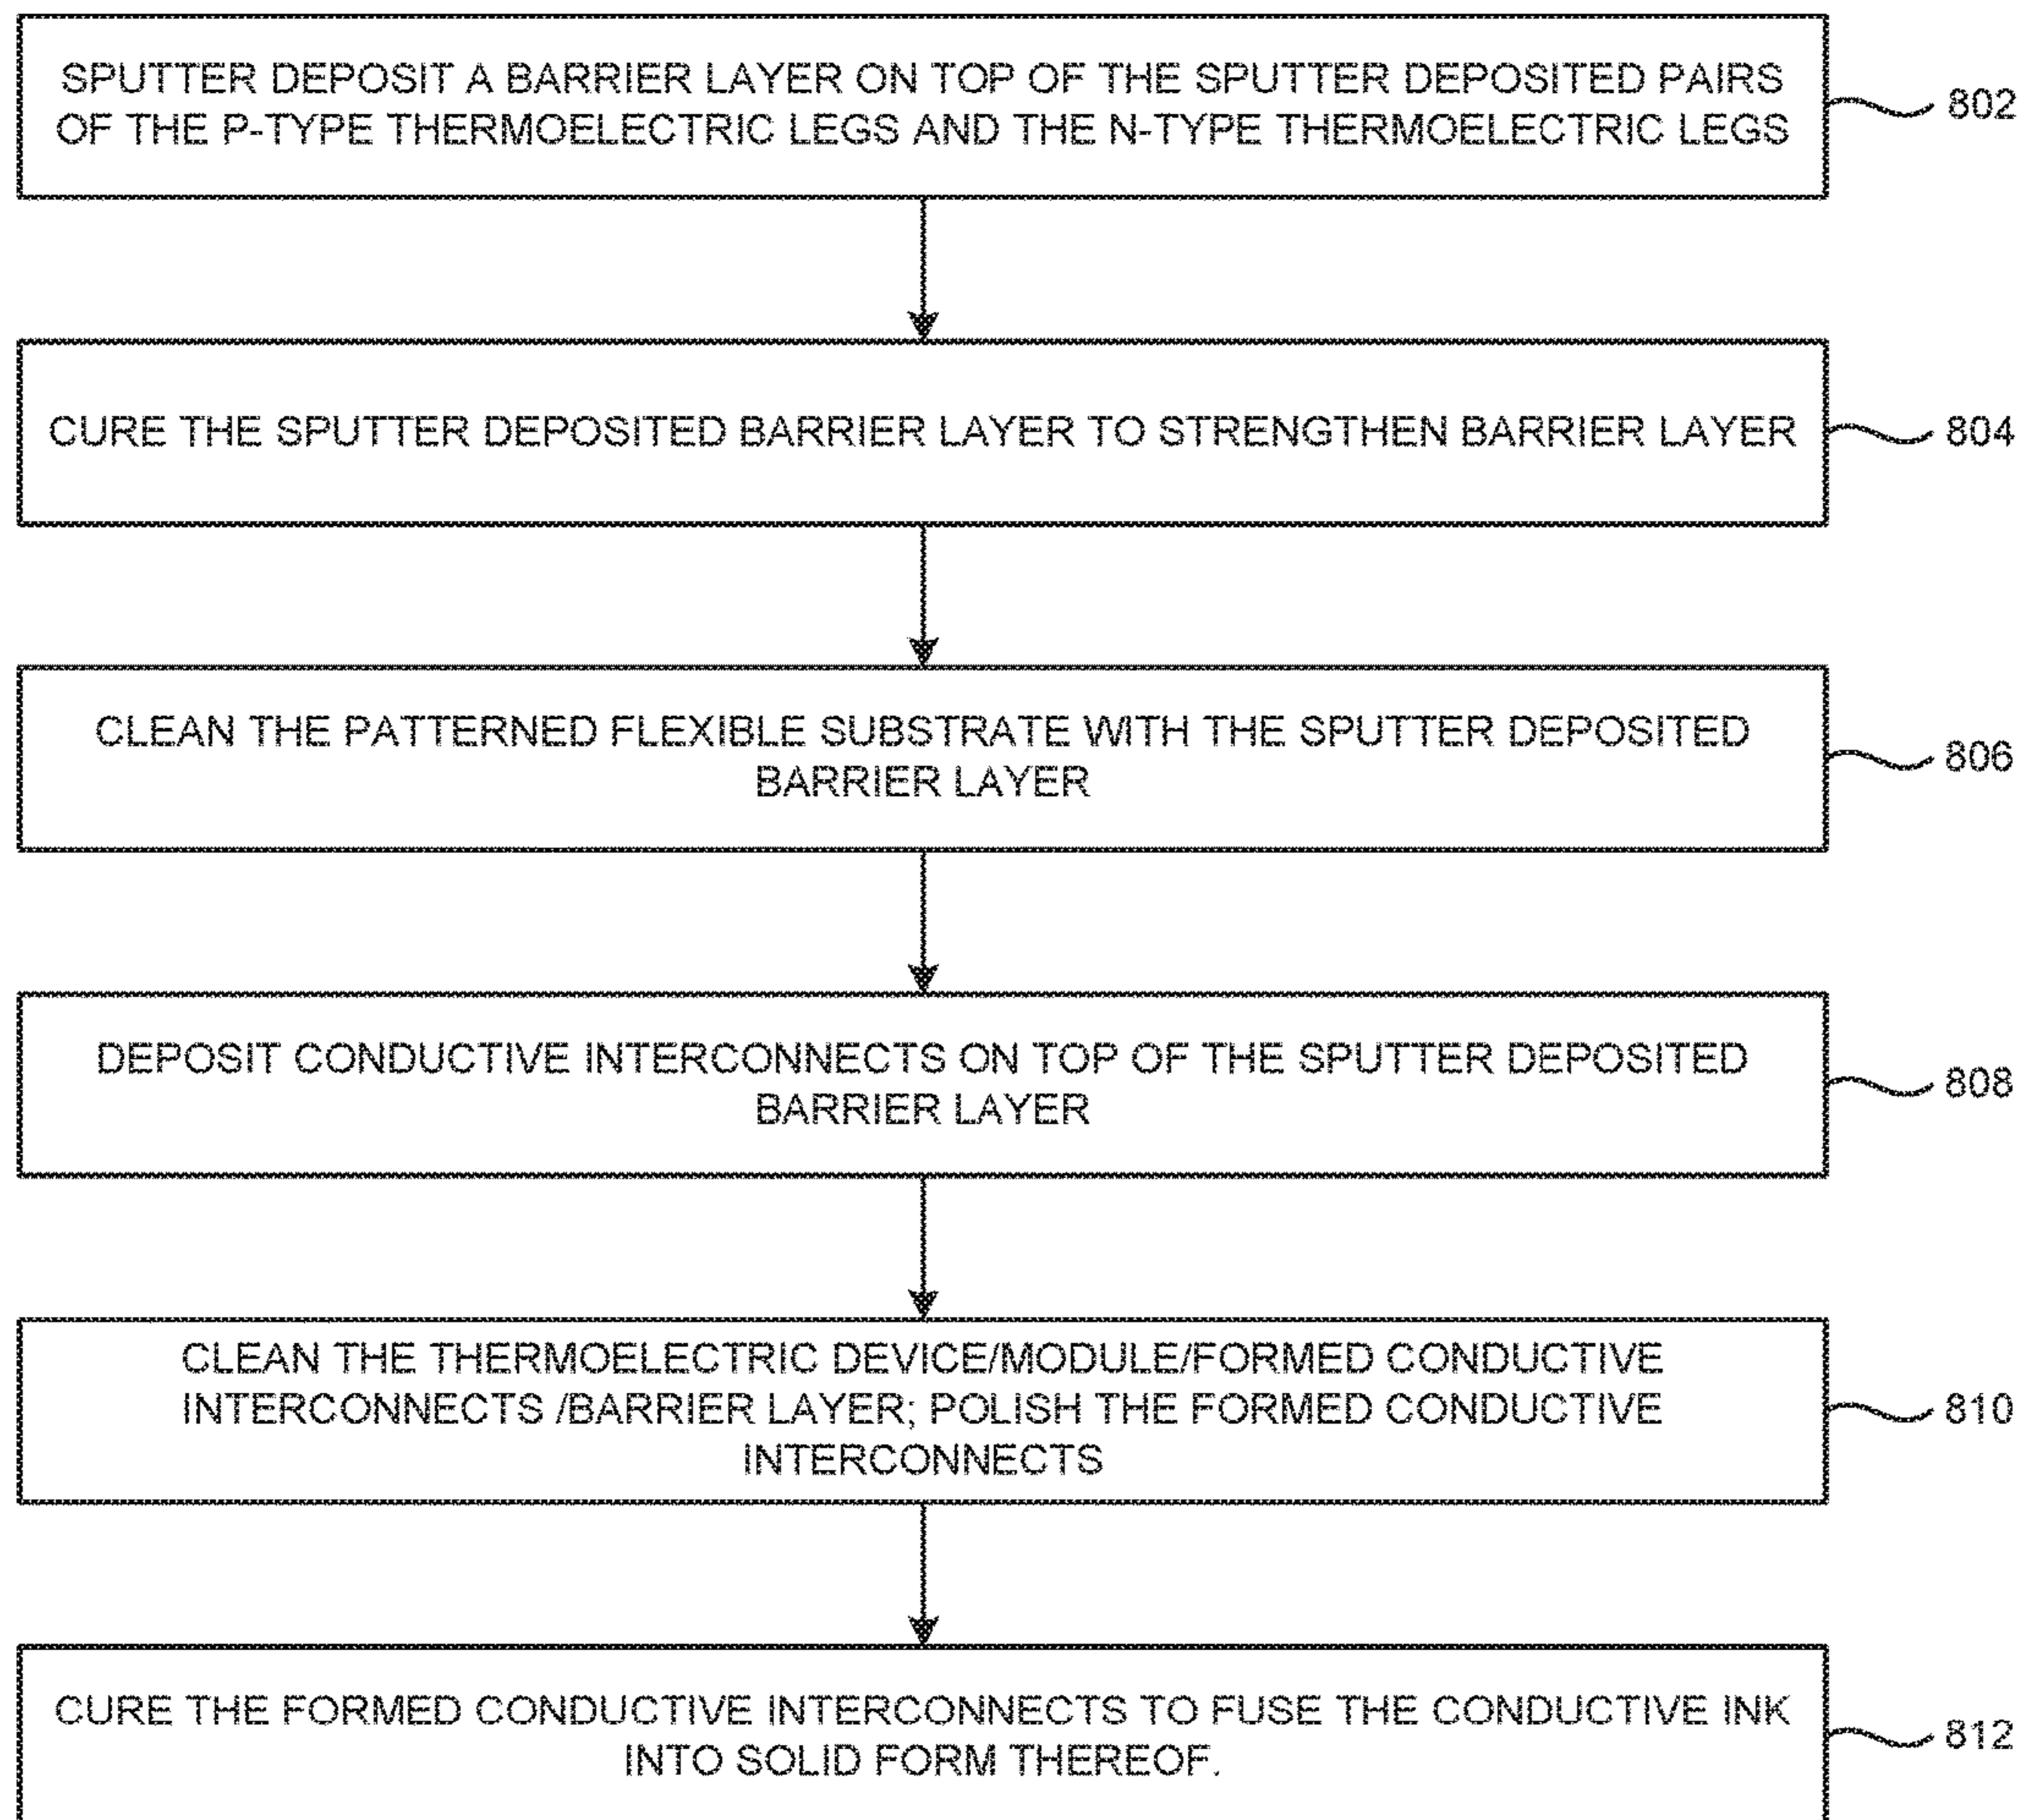 SPUTTER DEPOSIT A BARRIER LAYER ON TOP OF THE SPUTTER DEPOSITED PAIRS
OF THE P-TYPE THERMOELECTRIC LEGS AND THE N-TYPE THERMOELECTRIC LEGS
802
CURE THE SPUTTER DEPOSITED BARRIER LAYER TO STRENGTHEN BARRIER LAYER
804
CLEAN THE PATTERNED FLEXIBLE SUBSTRATE WITH THE SPUTTER DEPOSITED
BARRIER LAYER
806
DEPOSIT CONDUCTIVE INTERCONNECTS ON TOP OF THE SPUTTER DEPOSITED
BARRIER LAYER
808
CLEAN THE THERMOELECTRIC DEVICE/MODULE/FORMED CONDUCTIVE
INTERCONNECTS /BARRIER LAYER; POLISH THE FORMED CONDUCTIVE
INTERCONNECTS
810
CURE THE FORMED CONDUCTIVE INTERCONNECTS TO FUSE THE CONDUCTIVE INK
INTO SOLID FORM THEREOF.
812